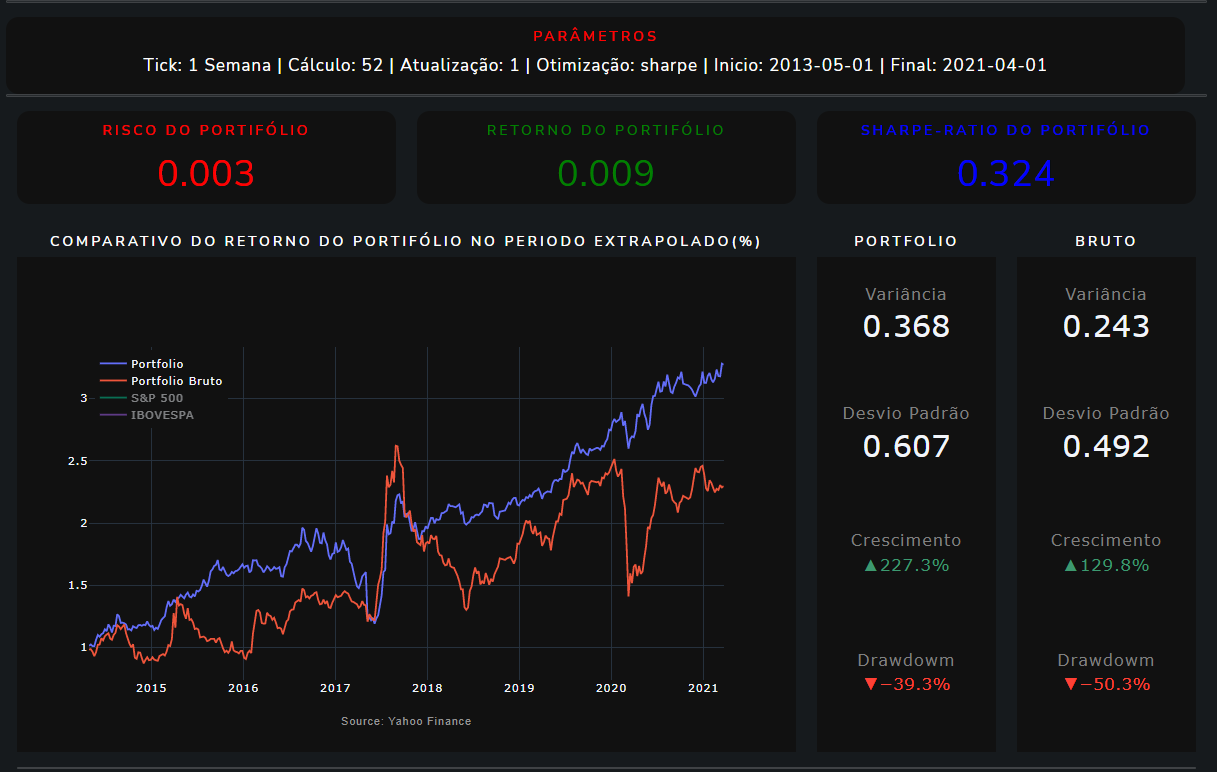 PARÂMETROS
Tick: 1 Semana | Cálculo: 52 | Atualização: 1 | Otimização: sharpe | Inicio: 2013-05-01 | Final: 2021-04-01
RISCO DO PORTIFÓLIO
0.003
RETORNO DO PORTIFÓLIO
0.009
SHARPE-RATIO DO PORTIFÓLIO
0.324
COMPARATIVO DO RETORNO DO PORTIFÓLIO NO PERIODO EXTRAPOLADO(%)
Portfolio
Portfolio Bruto
S&P 500
IBOVESPA
3
2.5
2
1.5
1
2015 2016 2017 2018 2019 2020 2021
Source: Yahoo Finance
PORTFOLIO
Variância
0.368
Desvio Padrão
0.607
Crescimento
▲227.3%
Drawdowm
▼−39.3%
BRUTO
Variância
0.243
Desvio Padrão
0.492
Crescimento
▲129.8%
Drawdowm
▼−50.3%